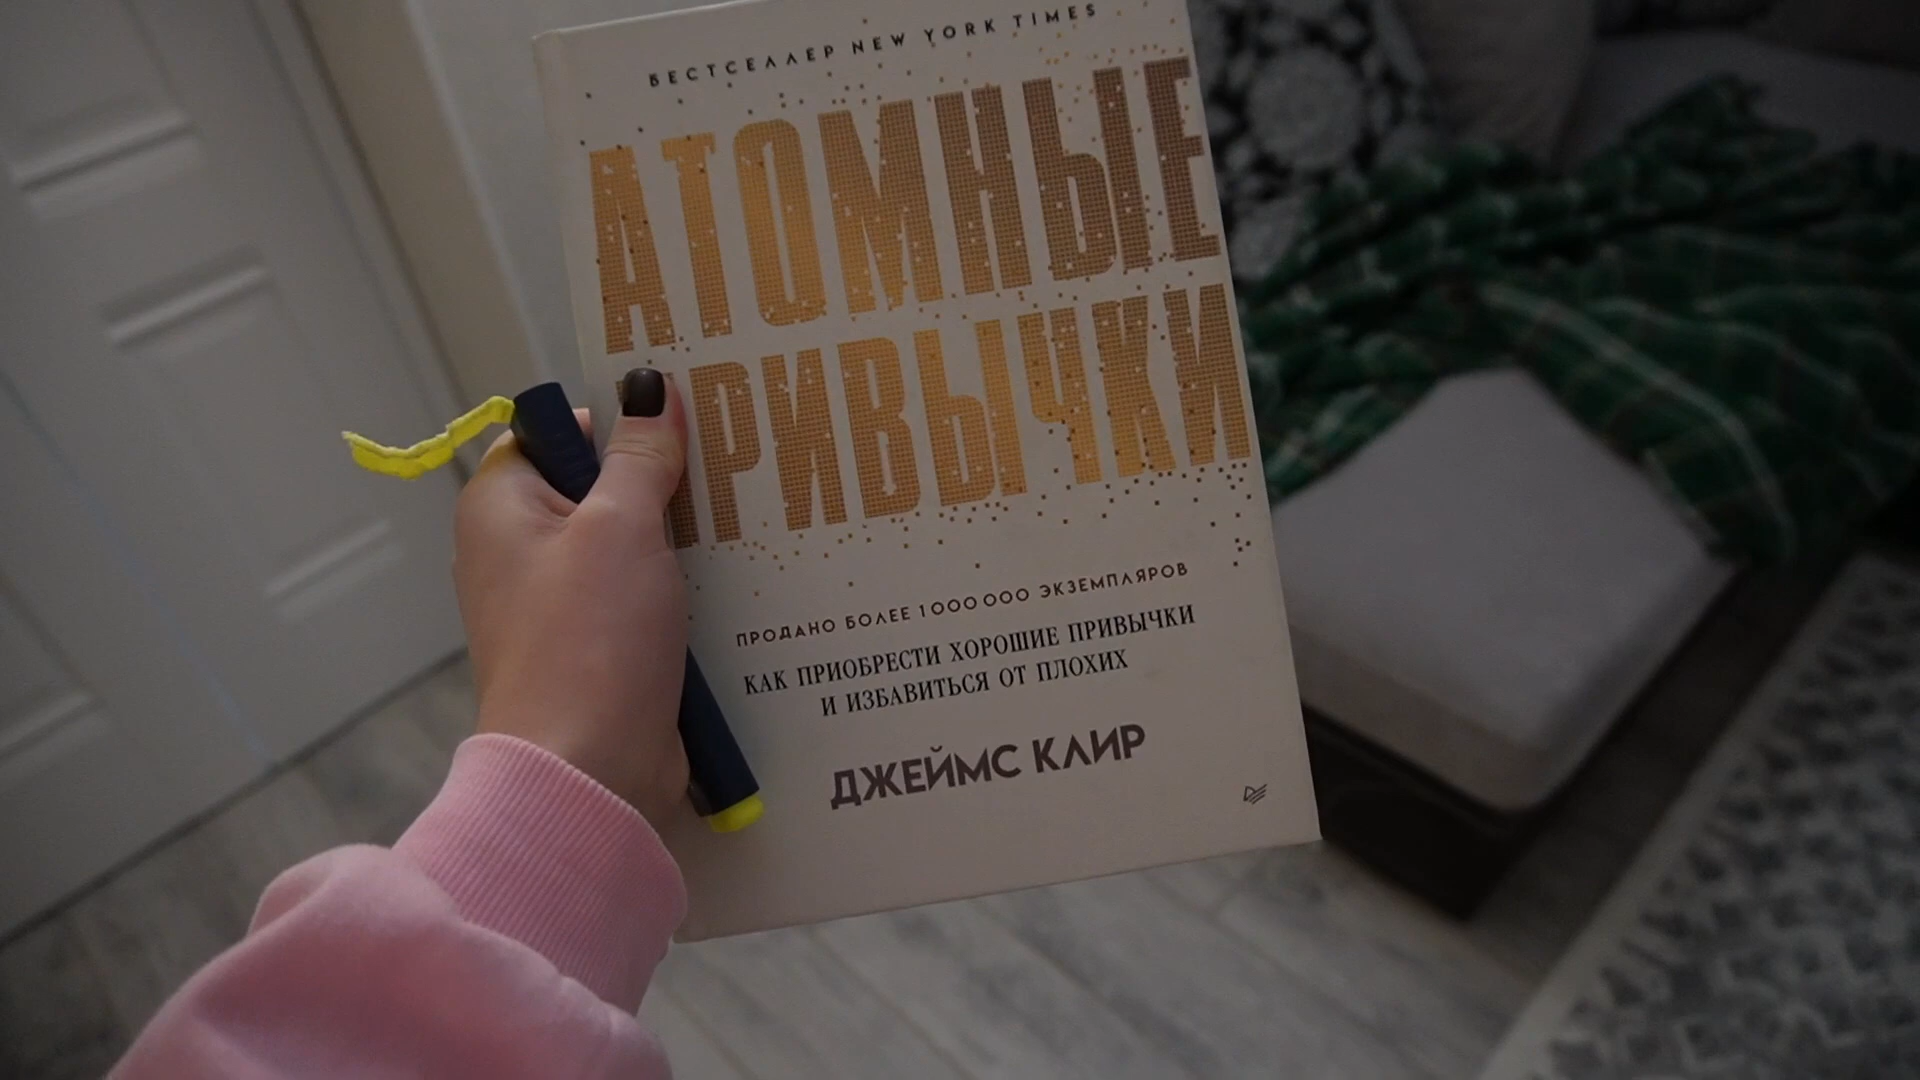 БЕСТСЕЛЛЕР NEW YORK TIMES
АТОМНЫЕ
ПРИВЫЧКИ
ПРОДАНО БОЛЕЕ 1 000 000 ЭКЗЕМПЛЯРОВ
КАК ПРИОБРЕСТИ ХОРОШИЕ ПРИВЫЧКИ
И ИЗБАВИТЬСЯ ОТ ПЛОХИХ
ДЖЕЙМС КЛИР